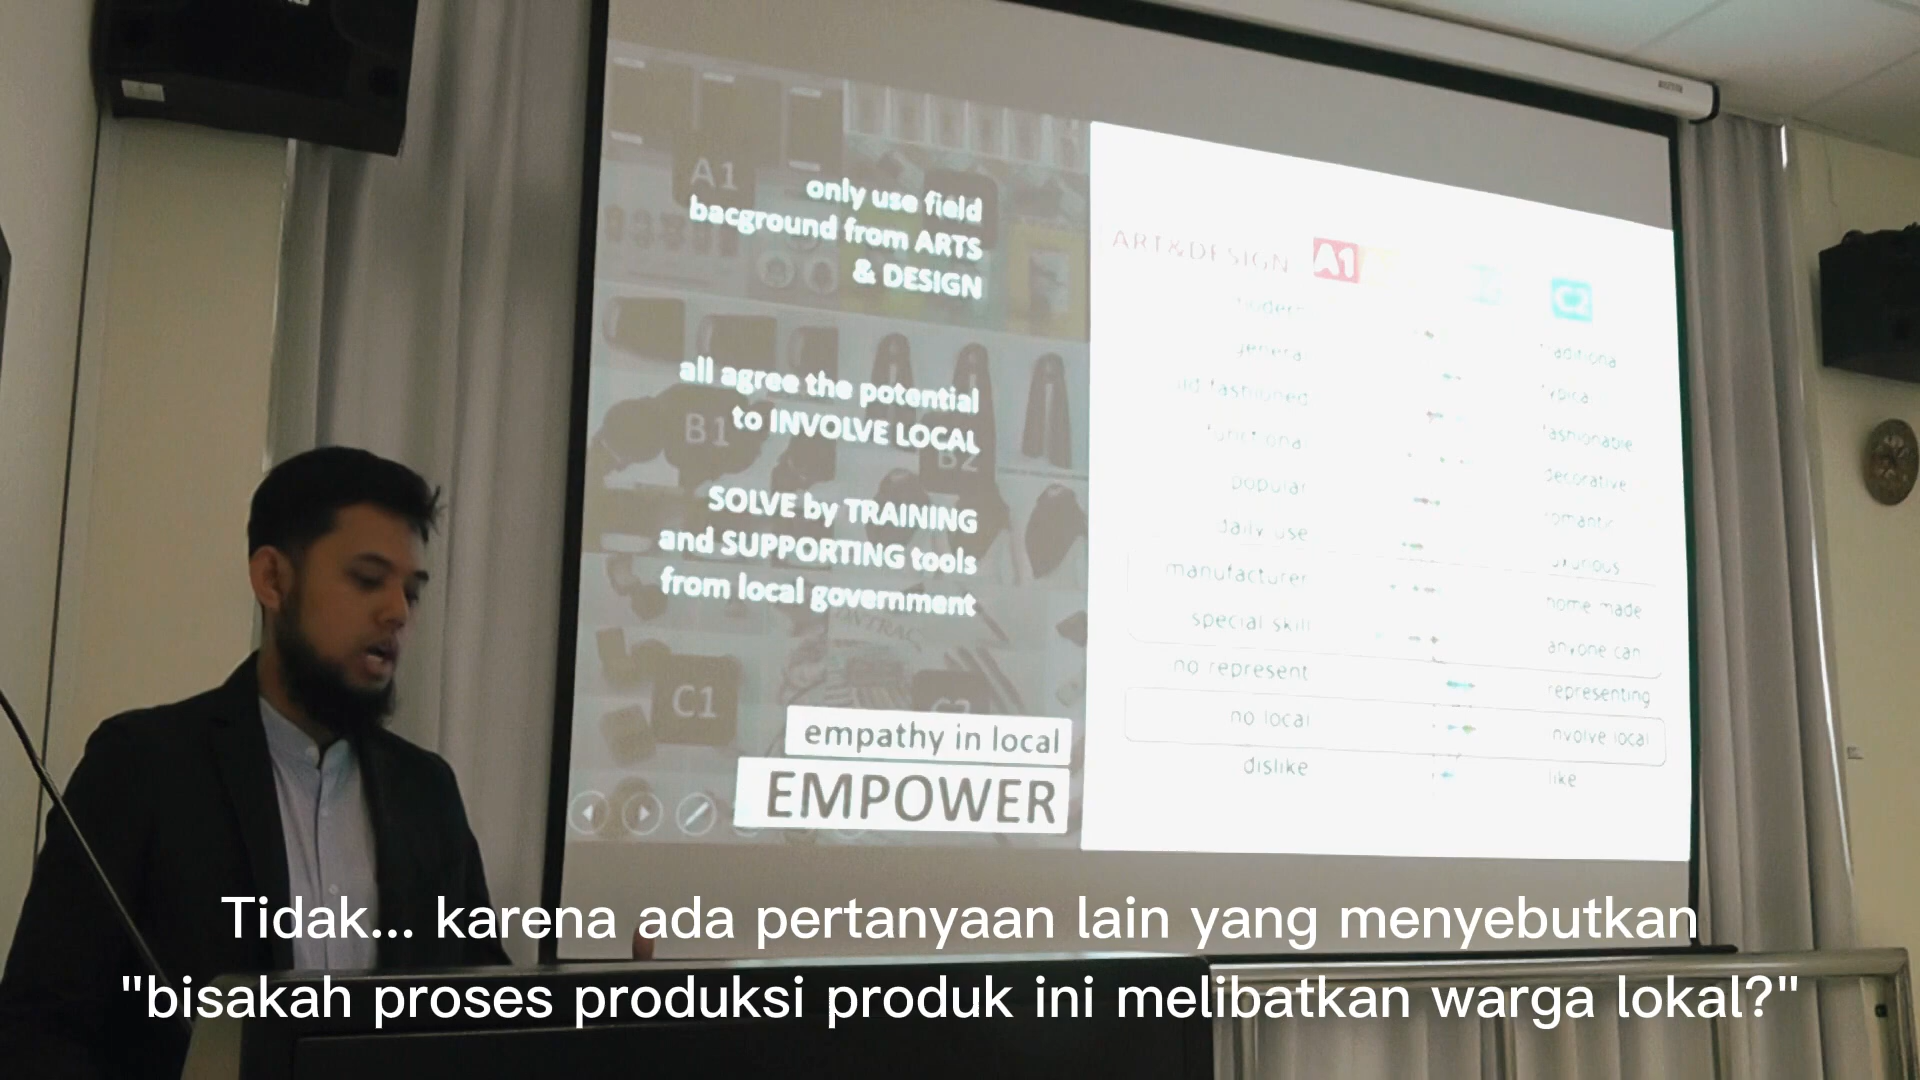 A1
only use field
bacground from ARTS
& DESIGN
all agree the potential
to INVOLVE LOCAL
B1
B2
SOLVE by TRAINING
and SUPPORTING tools
from local government
C1
empathy in local
EMPOWER
ART&DESIGN A1 C2
general typical
old fashioned fashionable
functional decorative
popular romantic
daily use
manufacturer home made
special skill anyone can
no represent representing
no local involve local
dislike like
Tidak... karena ada pertanyaan lain yang menyebutkan
"bisakah proses produksi produk ini melibatkan warga lokal?"